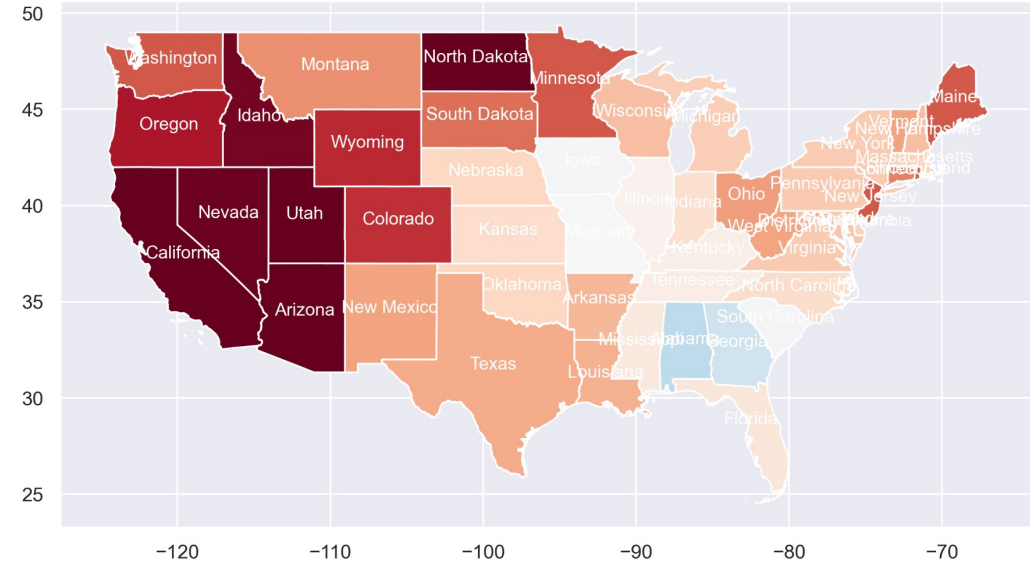 50
45
40
35
30
25
−120
−110
−100
−90
−80
−70
Washington
Montana
North Dakota
Minnesota
Maine
Oregon
Idaho
Wyoming
South Dakota
Wisconsin
Michigan
Vermont
New Hampshire
New York
Massachusetts
Nebraska
Iowa
Pennsylvania
New Jersey
Nevada
Utah
Colorado
Illinois
Indiana
Ohio
West Virginia
Kansas
Missouri
Kentucky
Virginia
California
Arizona
New Mexico
Oklahoma
Arkansas
Tennessee
North Carolina
South Carolina
Texas
Louisiana
Mississippi
Alabama
Georgia
Florida